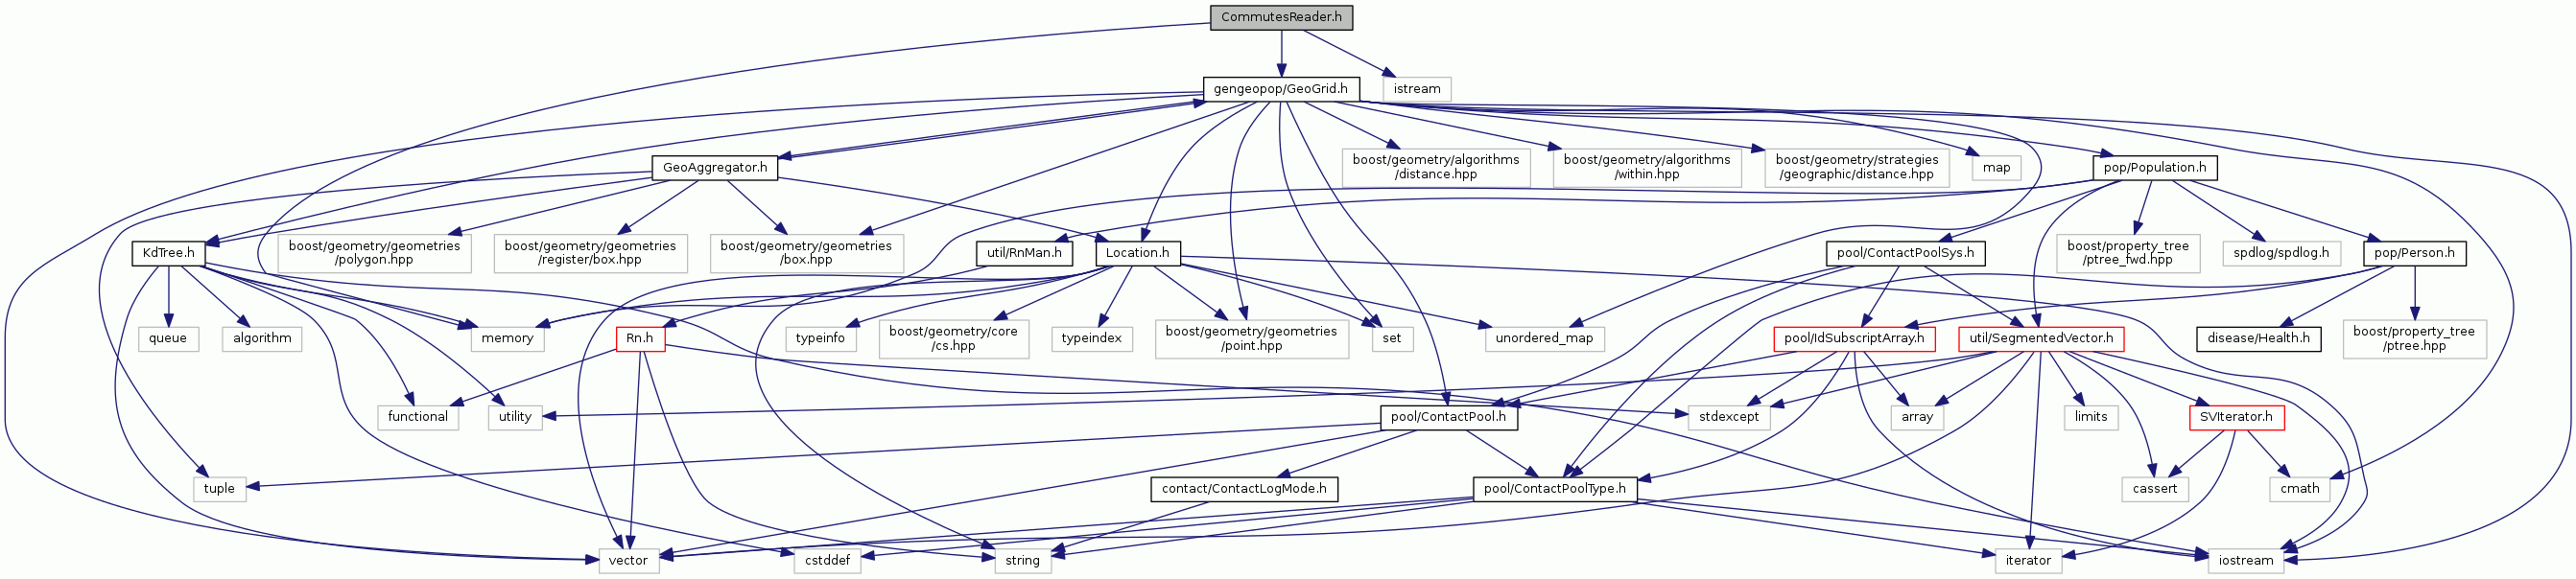 CommutesReader.h
gengeopop/GeoGrid.h
istream
GeoAggregator.h
boost/geometry/algorithms
/distance.hpp
boost/geometry/algorithms
/within.hpp
boost/geometry/strategies
/geographic/distance.hpp
map
pop/Population.h
KdTree.h
boost/geometry/geometries
/polygon.hpp
boost/geometry/geometries
/register/box.hpp
boost/geometry/geometries
/box.hpp
util/RnMan.h
Location.h
pool/ContactPoolSys.h
boost/property_tree
/ptree_fwd.hpp
spdlog/spdlog.h
pop/Person.h
queue
algorithm
memory
Rn.h
typeinfo
boost/geometry/core
/cs.hpp
typeindex
boost/geometry/geometries
/point.hpp
set
unordered_map
pool/IdSubscriptArray.h
util/SegmentedVector.h
disease/Health.h
boost/property_tree
/ptree.hpp
functional
utility
pool/ContactPool.h
stdexcept
array
limits
SVIterator.h
tuple
contact/ContactLogMode.h
pool/ContactPoolType.h
cassert
cmath
vector
cstddef
string
iterator
iostream